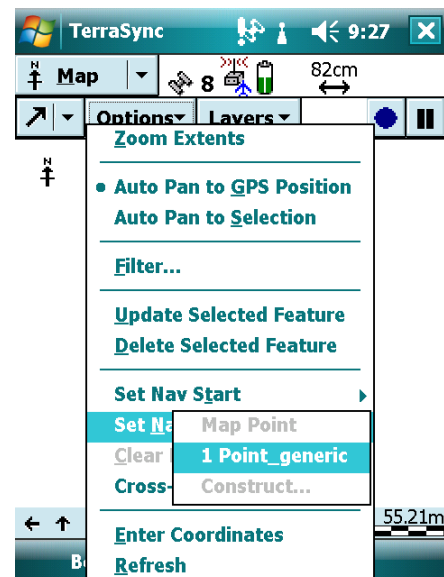 TerraSync 9:27
N
Map 8 82cm
Options Layers
N
Zoom Extents
Auto Pan to GPS Position
Auto Pan to Selection
Filter...
Update Selected Feature
Delete Selected Feature
Set Nav Start
Set Na
Map Point
Clear
1 Point_generic
Cross-
Construct...
55.21m
Enter Coordinates
Refresh